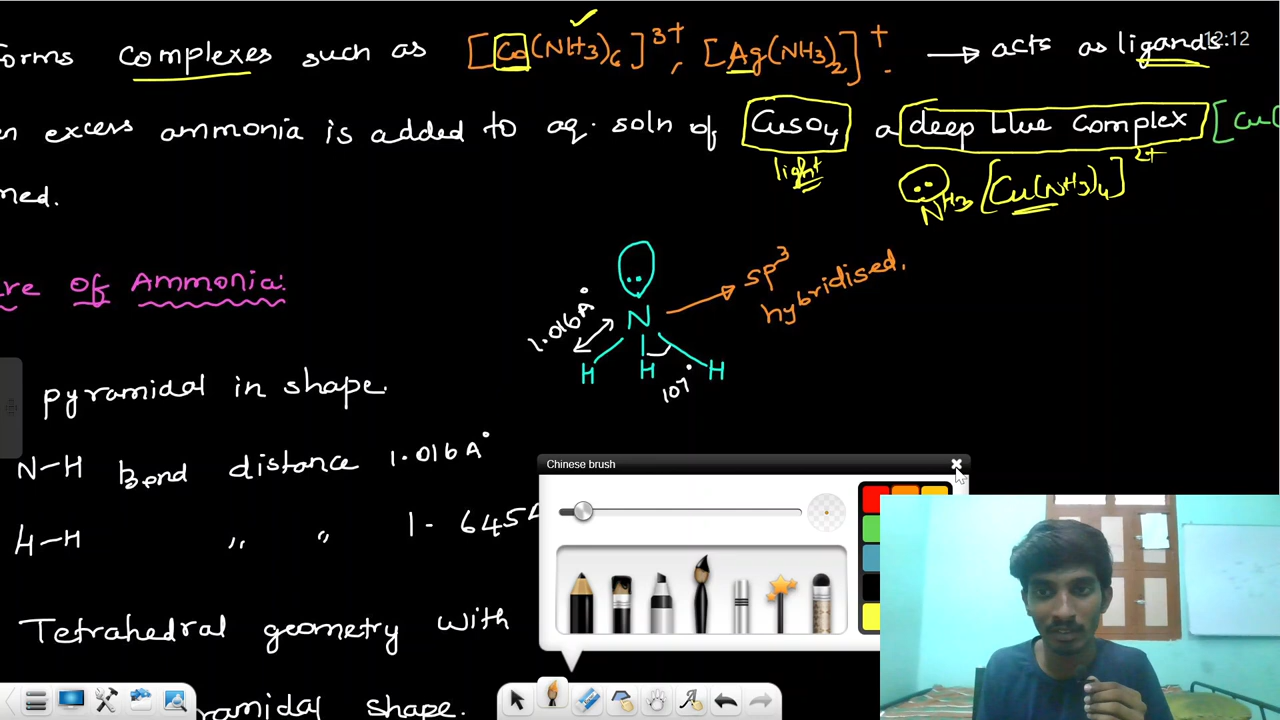 forms complexes such as [Co(NH3)6]3+, [Ag(NH3)2]+. → acts as ligands
12:12
en excess ammonia is added to aq. soln of CuSO4 a deep blue complex [Cu(
light
NH3 [Cu(NH3)4]2+
med.
re of Ammonia:
sp3 hybridised.
1.016A°
N
H H H
107°
pyramidal in shape.
N-H Bond distance 1.016A°
H-H " " 1.645A
Chinese brush
Tetrahedral geometry with
ramidal shape.